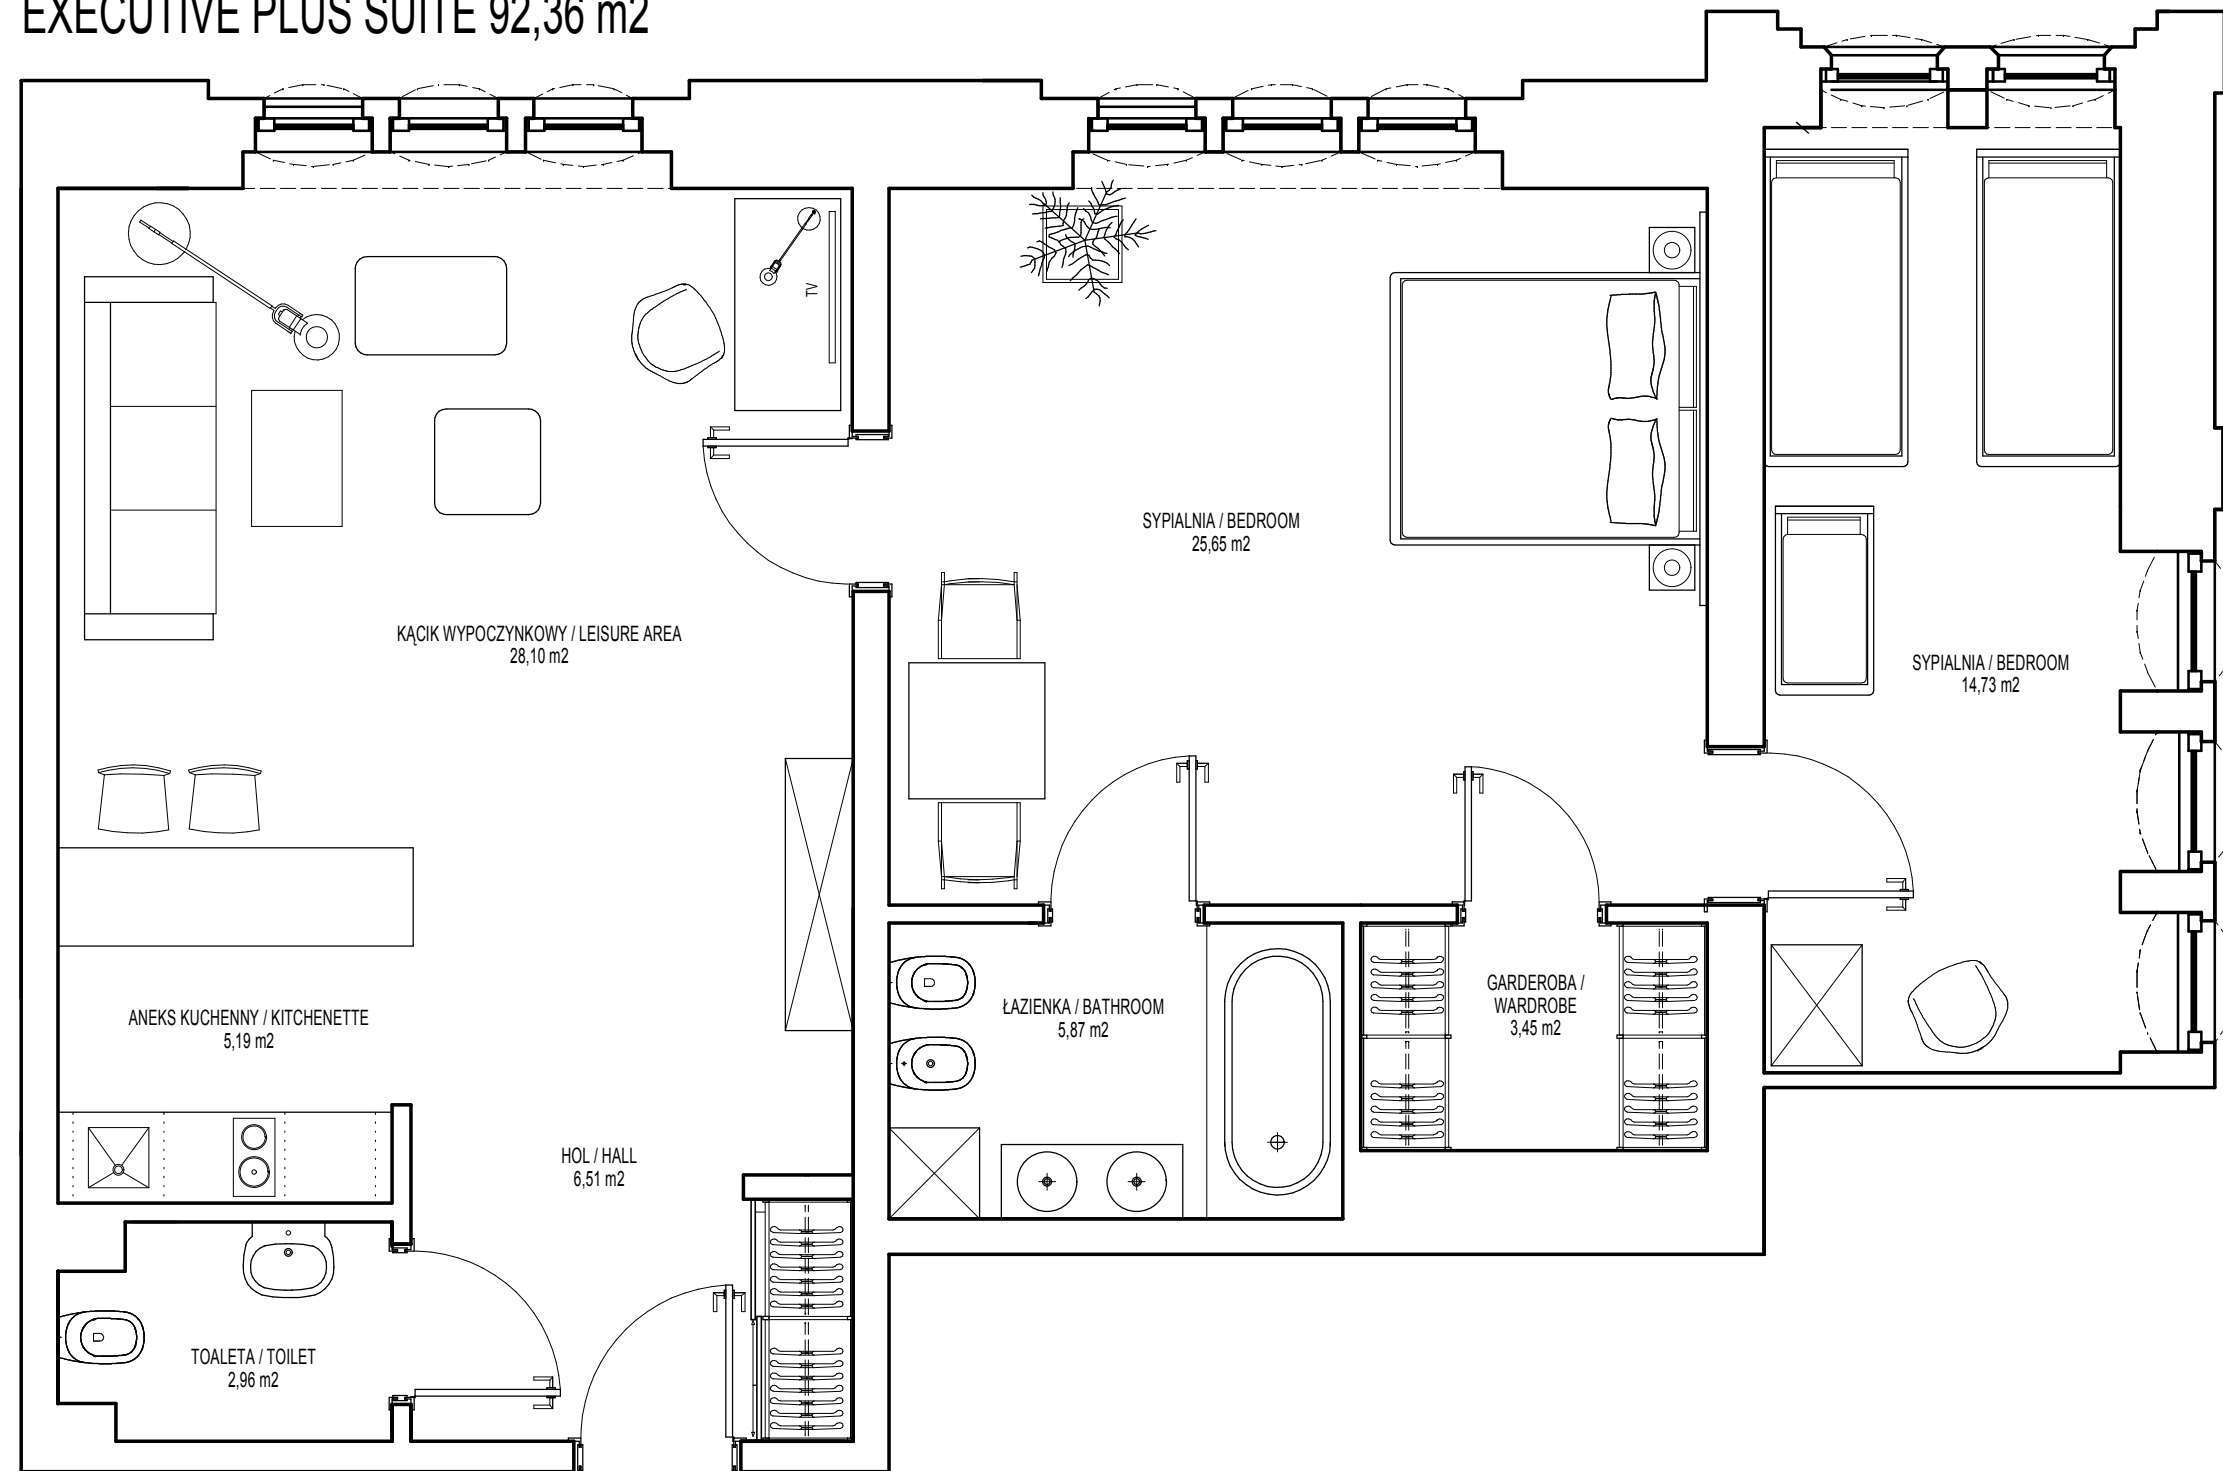 EXECUTIVE PLUS SUITE 92,36 m2
TV
SYPIALNIA / BEDROOM
25,65 m2
KĄCIK WYPOCZYNKOWY / LEISURE AREA
28,10 m2
SYPIALNIA / BEDROOM
14,73 m2
ANEKS KUCHENNY / KITCHENETTE
5,19 m2
ŁAZIENKA / BATHROOM
5,87 m2
GARDEROBA /
WARDROBE
3,45 m2
HOL / HALL
6,51 m2
TOALETA / TOILET
2,96 m2